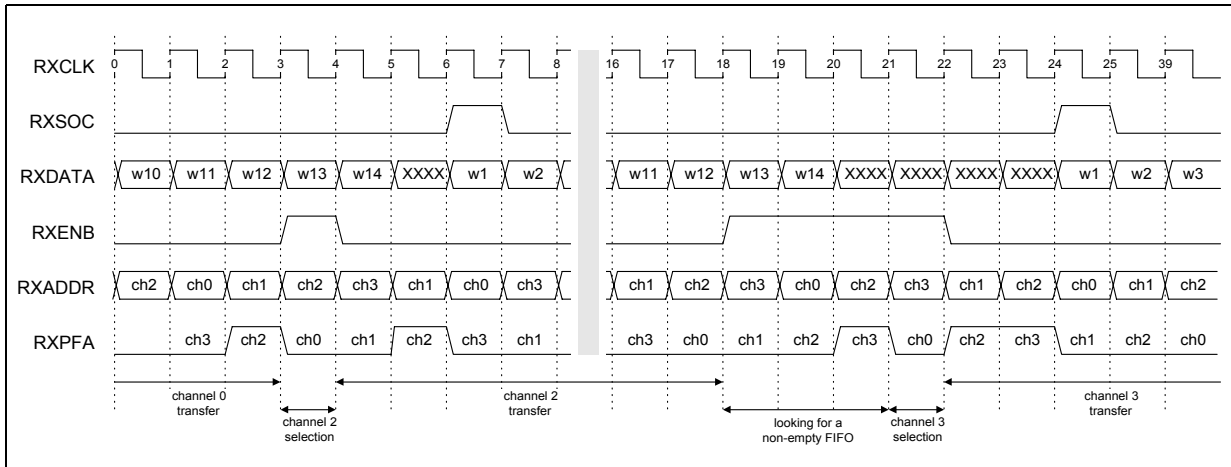 RXCLK 0 1 2 3 4 5 6 7 8 16 17 18 19 20 21 22 23 24 25 39
RXSOC
RXDATA w10 w11 w12 w13 w14 XXXX w1 w2 w11 w12 w13 w14 XXXX XXXX XXXX XXXX w1 w2 w3
RXENB
RXADDR ch2 ch0 ch1 ch2 ch3 ch1 ch0 ch3 ch1 ch2 ch3 ch0 ch2 ch3 ch1 ch2 ch0 ch1 ch2
RXPFA ch3 ch2 ch0 ch1 ch2 ch3 ch1 ch3 ch0 ch1 ch2 ch3 ch0 ch2 ch3 ch1 ch2 ch0
channel 0
transfer
channel 2
selection
channel 2
transfer
looking for a
non-empty FIFO
channel 3
selection
channel 3
transfer